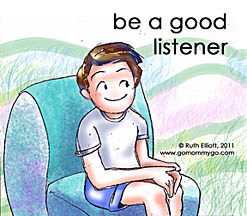 be a good
listener
© Ruth Elliott, 2011
www.gomommygo.com